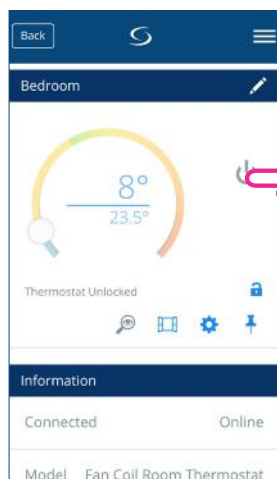 Back
Bedroom
8°
23.5°
Thermostat Unlocked
Information
Connected Online
Model Fan Coil Room Thermostat